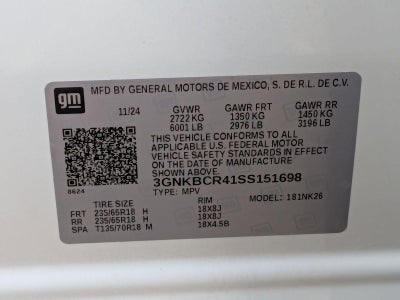 gm
MFD BY GENERAL MOTORS DE MEXICO, S. DE R.L. DE C.V.
11/24 GVWR GAWR FRT GAWR RR
2722 KG 1350 KG 1450 KG
6001 LB 2976 LB 3196 LB
THIS VEHICLE CONFORMS TO ALL
APPLICABLE U.S. FEDERAL MOTOR
VEHICLE SAFETY STANDARDS IN EFFECT
ON THE DATE OF MANUFACTURE
SHOWN ABOVE.
3GNKBCR41SS151698
8624 TYPE: MPV MODEL: 181NK26
TIRE SIZE RIM
FRT 235/65R18 H 18X8J
RR 235/65R18 H 18X8J
SPA T135/70R18 M 18X4.5B